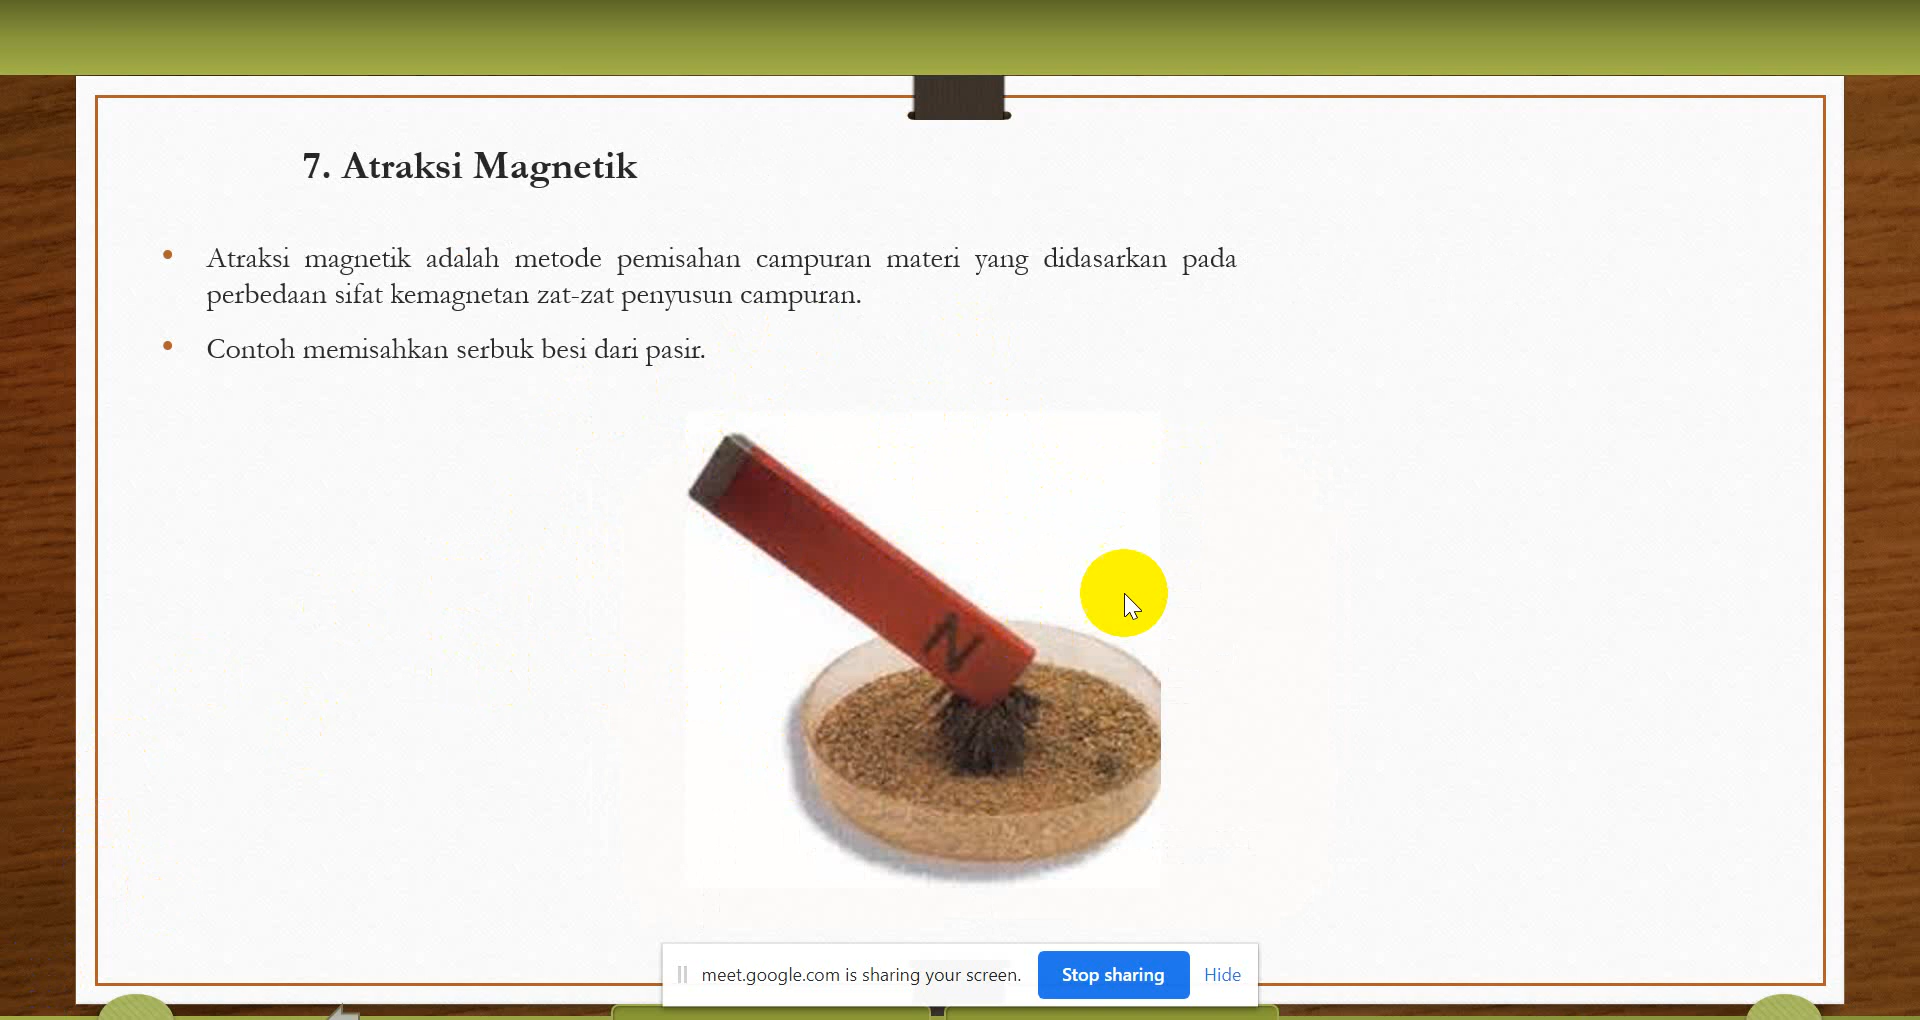 7. Atraksi Magnetik
• Atraksi magnetik adalah metode pemisahan campuran materi yang didasarkan pada
perbedaan sifat kemagnetan zat-zat penyusun campuran.
• Contoh memisahkan serbuk besi dari pasir.
N
meet.google.com is sharing your screen. Stop sharing Hide